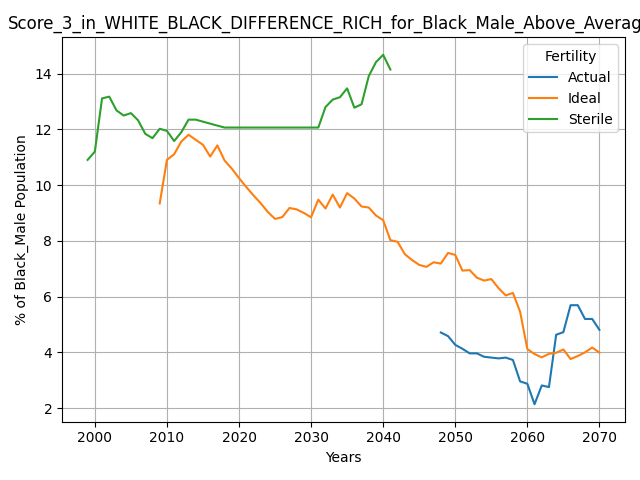 Score_3_in_WHITE_BLACK_DIFFERENCE_RICH_for_Black_Male_Above_Averag
Fertility
Actual
Ideal
Sterile
% of Black_Male Population
14
12
10
8
6
4
2
2000 2010 2020 2030 2040 2050 2060 2070
Years